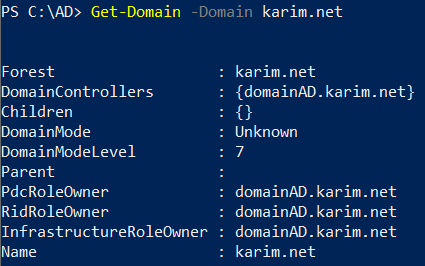 PS C:\AD> Get-Domain -Domain karim.net
Forest                  : karim.net
DomainControllers       : {domainAD.karim.net}
Children                : {}
DomainMode              : Unknown
DomainModeLevel         : 7
Parent                  :
PdcRoleOwner            : domainAD.karim.net
RidRoleOwner            : domainAD.karim.net
InfrastructureRoleOwner : domainAD.karim.net
Name                    : karim.net